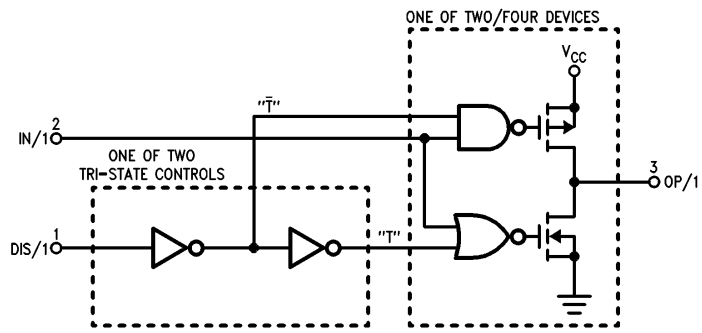 ONE OF TWO/FOUR DEVICES
VCC
"T̄"
2
IN/1
ONE OF TWO
TRI–STATE CONTROLS
3
OP/1
1
DIS/1
"T"